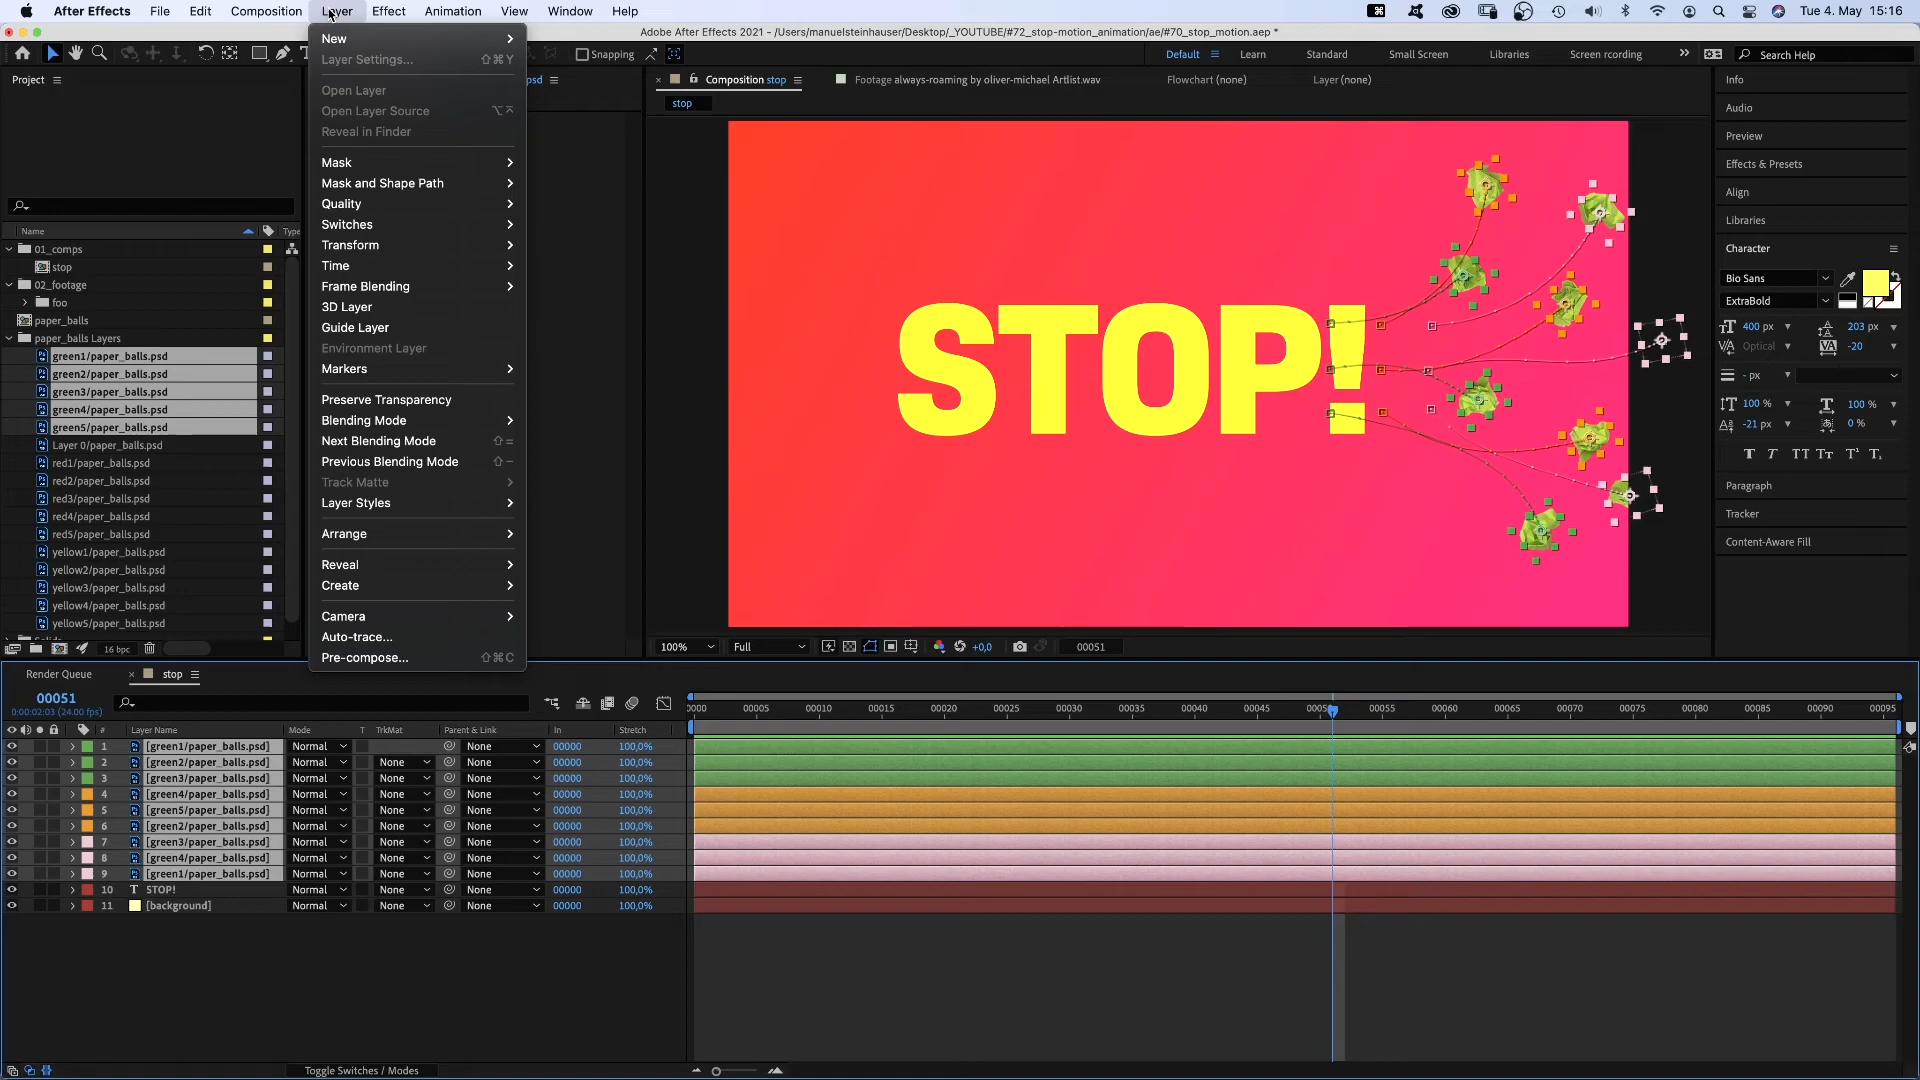 After Effects File Edit Composition Layer Effect Animation View Window Help Tue 4. May 15:16
Adobe After Effects 2021 - /Users/manuelsteinhauser/Desktop/_YOUTUBE/#72_stop-motion_animation/ae/#70_stop_motion.aep *
Snapping Default Learn Standard Small Screen Libraries Screen recording Search Help
Project psd Composition stop Footage always-roaming by oliver-michael Artlist.wav Flowchart (none) Layer (none)
stop
Name Type
01_comps
stop
02_footage
foo
paper_balls
paper_balls Layers
green1/paper_balls.psd
green2/paper_balls.psd
green3/paper_balls.psd
green4/paper_balls.psd
green5/paper_balls.psd
Layer 0/paper_balls.psd
red1/paper_balls.psd
red2/paper_balls.psd
red3/paper_balls.psd
red4/paper_balls.psd
red5/paper_balls.psd
yellow1/paper_balls.psd
yellow2/paper_balls.psd
yellow3/paper_balls.psd
yellow4/paper_balls.psd
yellow5/paper_balls.psd
16 bpc
New
Layer Settings... ⇧⌘Y
Open Layer
Open Layer Source
Reveal in Finder
Mask
Mask and Shape Path
Quality
Switches
Transform
Time
Frame Blending
3D Layer
Guide Layer
Environment Layer
Markers
Preserve Transparency
Blending Mode
Next Blending Mode ⇧=
Previous Blending Mode ⇧-
Track Matte
Layer Styles
Arrange
Reveal
Create
Camera
Auto-trace...
Pre-compose... ⇧⌘C
STOP!
100% Full +0,0 00051
Info
Audio
Preview
Effects & Presets
Align
Libraries
Character
Bio Sans
ExtraBold
400 px 203 px
Optical -20
- px
100 % 100 %
-21 px 0 %
T T TT Tt T¹ T₁
Paragraph
Tracker
Content-Aware Fill
Render Queue stop
00051
0:00:02:03 (24.00 fps)
0000 00005 00010 00015 00020 00025 00030 00035 00040 00045 0005 00055 00060 00065 00070 00075 00080 00085 00090 00095
# Layer Name Mode T TrkMat Parent & Link In Stretch
1 [green1/paper_balls.psd] Normal None 00000 100,0%
2 [green2/paper_balls.psd] Normal None None 00000 100,0%
3 [green3/paper_balls.psd] Normal None None 00000 100,0%
4 [green4/paper_balls.psd] Normal None None 00000 100,0%
5 [green5/paper_balls.psd] Normal None None 00000 100,0%
6 [green2/paper_balls.psd] Normal None None 00000 100,0%
7 [green3/paper_balls.psd] Normal None None 00000 100,0%
8 [green4/paper_balls.psd] Normal None None 00000 100,0%
9 [green1/paper_balls.psd] Normal None None 00000 100,0%
10 T STOP! Normal None None 00000 100,0%
11 [background] Normal None None 00000 100,0%
Toggle Switches / Modes